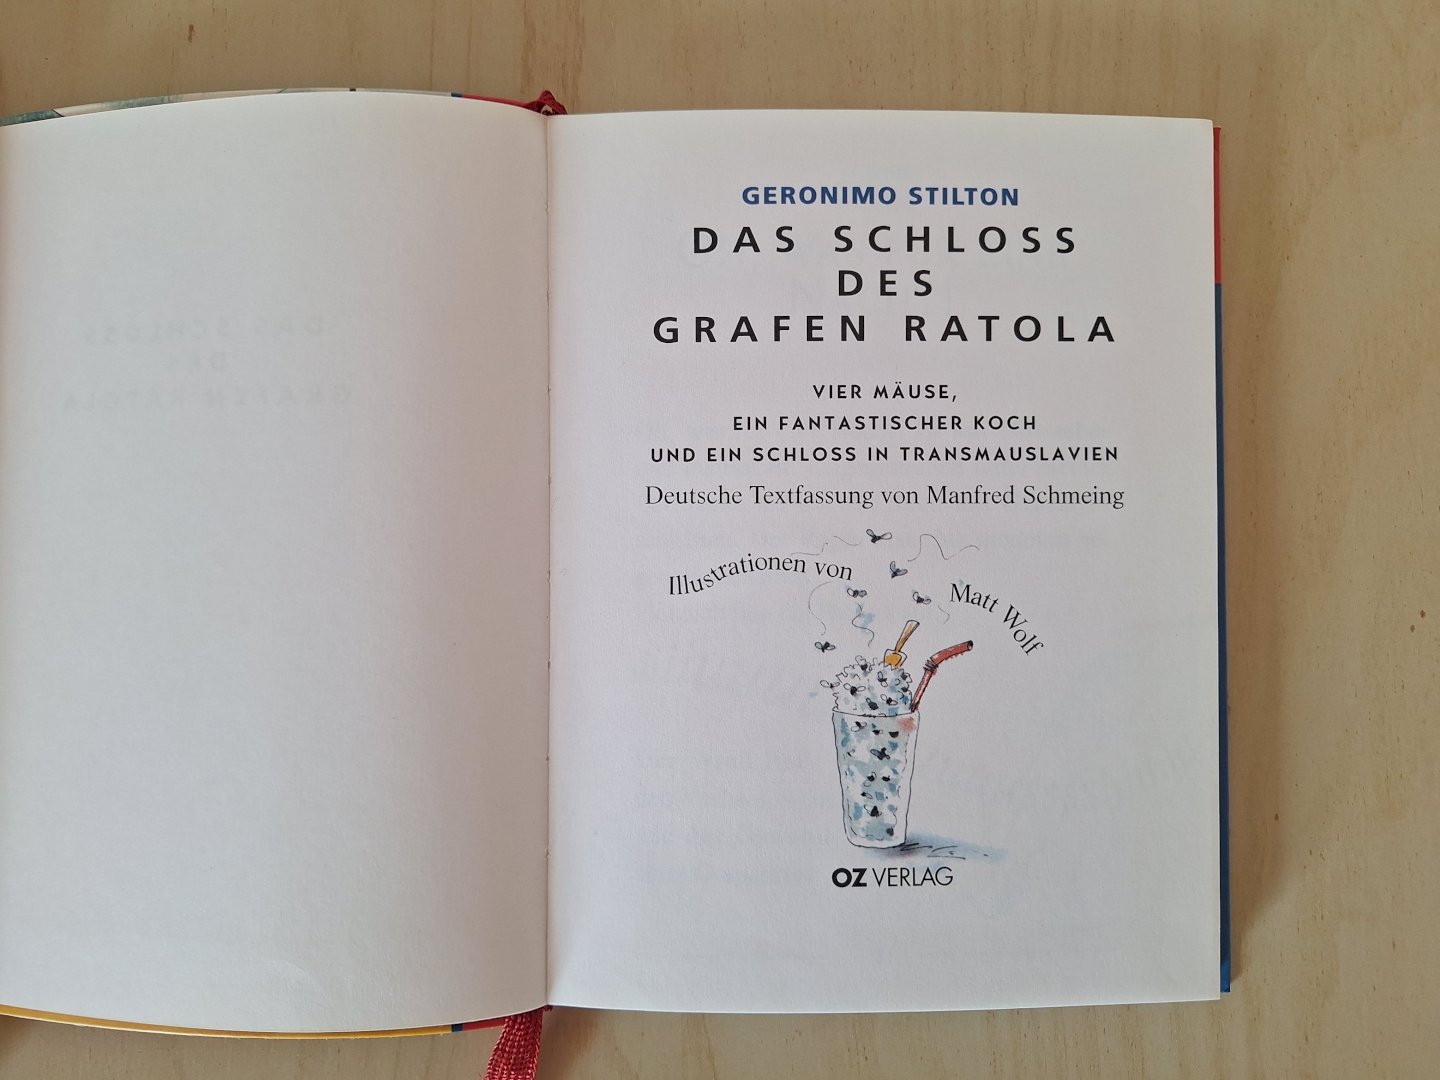 GERONIMO STILTON
DAS SCHLOSS
DES
GRAFEN RATOLA
VIER MÄUSE,
EIN FANTASTISCHER KOCH
UND EIN SCHLOSS IN TRANSMAUSLAVIEN
Deutsche Textfassung von Manfred Schmeing
Illustrationen von Matt Wolf
OZ VERLAG